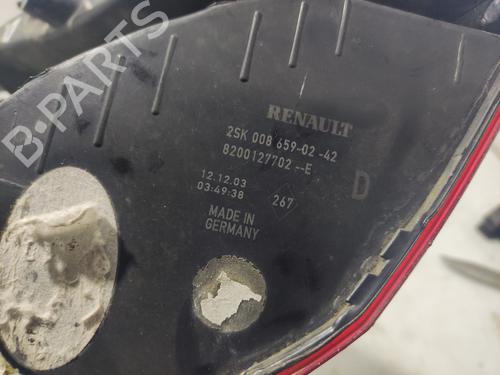 B-PARTS
RENAULT
2SK 008 659-02-42
8200127702--E
12.12.03
03:49:38
267
D
MADE IN
GERMANY